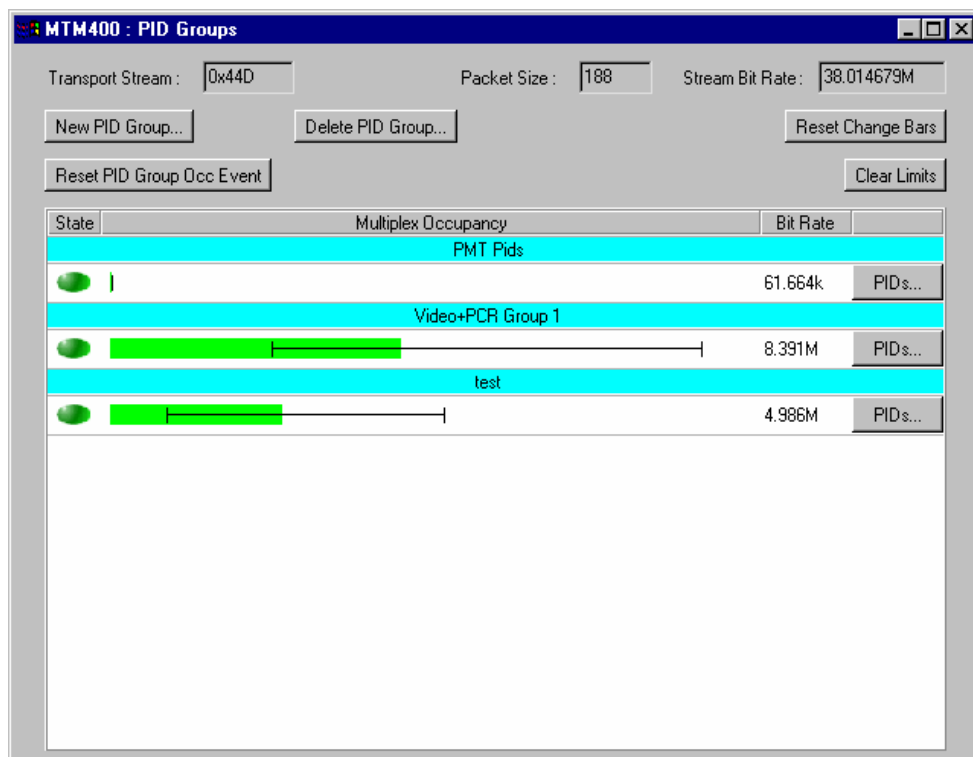 MTM400 : PID Groups
Transport Stream : 0x44D Packet Size : 188 Stream Bit Rate : 38.014679M
New PID Group... Delete PID Group... Reset Change Bars
Reset PID Group Occ Event Clear Limits
State Multiplex Occupancy Bit Rate
PMT Pids
61.664k PIDs...
Video+PCR Group 1
8.391M PIDs...
test
4.986M PIDs...